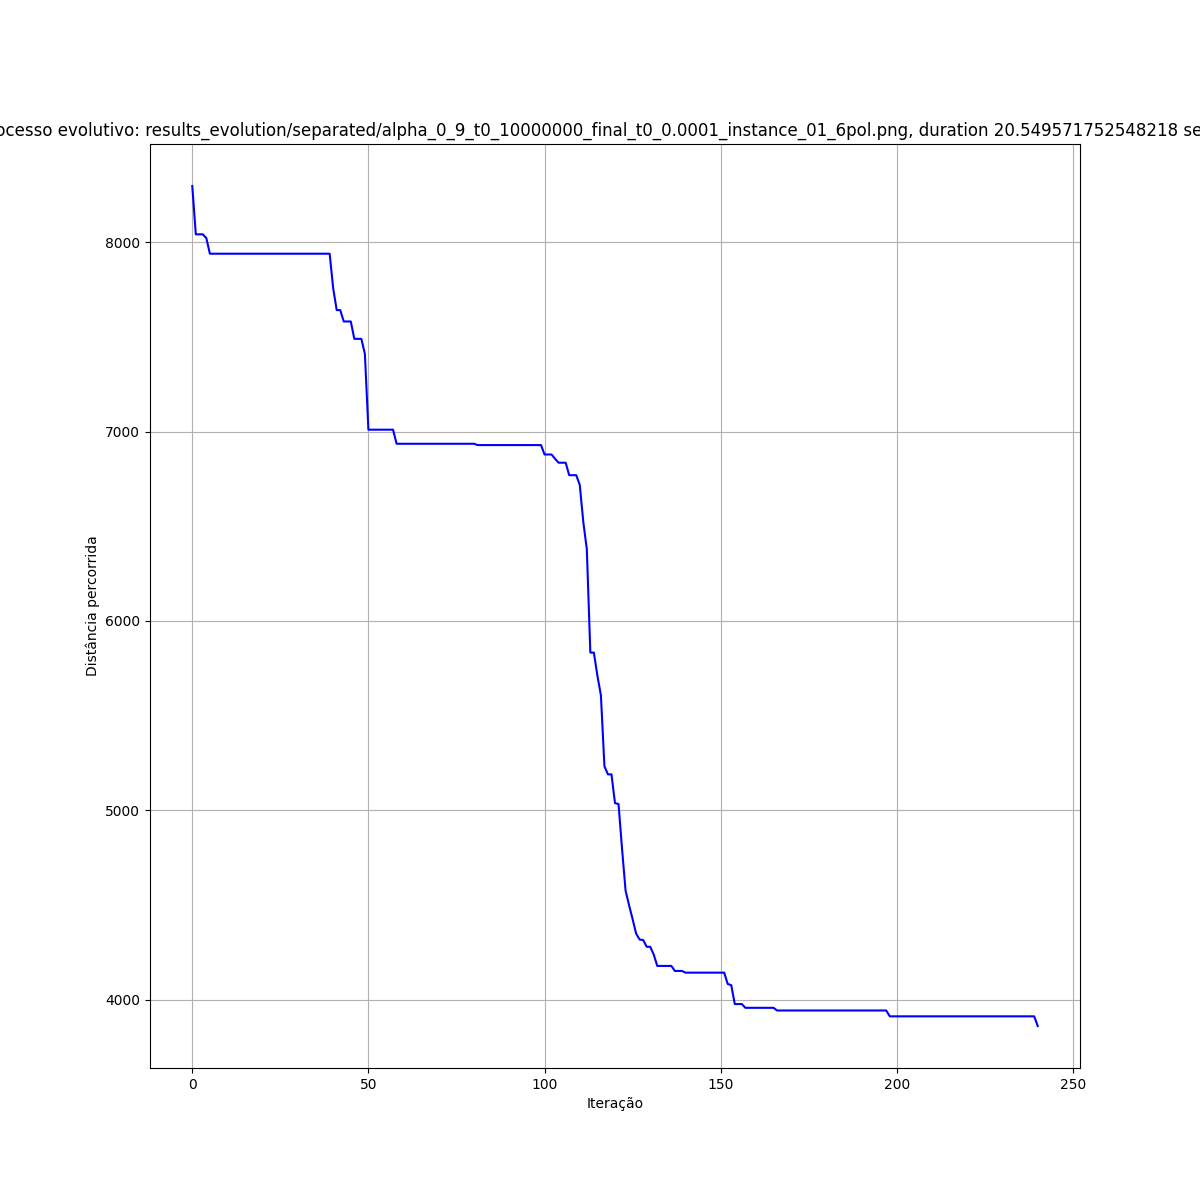 ocesso evolutivo: results_evolution/separated/alpha_0_9_t0_10000000_final_t0_0.0001_instance_01_6pol.png, duration 20.549571752548218 se
8000
7000
6000
5000
4000
Distância percorrida
0 50 100 150 200 250
Iteração